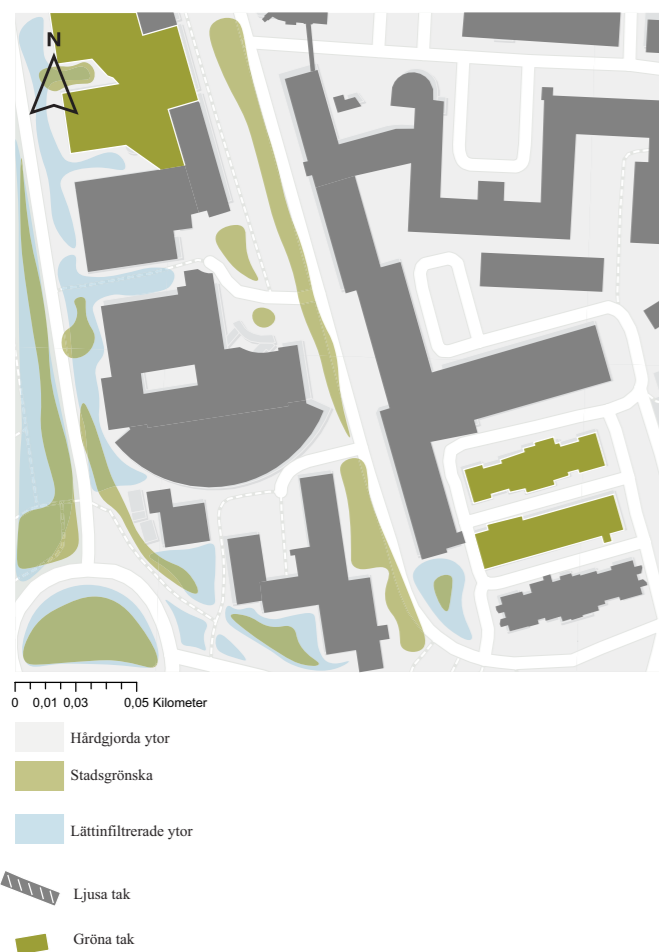 N
0 0,01 0,03 0,05 Kilometer
Hårdgjorda ytor
Stadsgrönska
Lättinfiltrerade ytor
Ljusa tak
Gröna tak